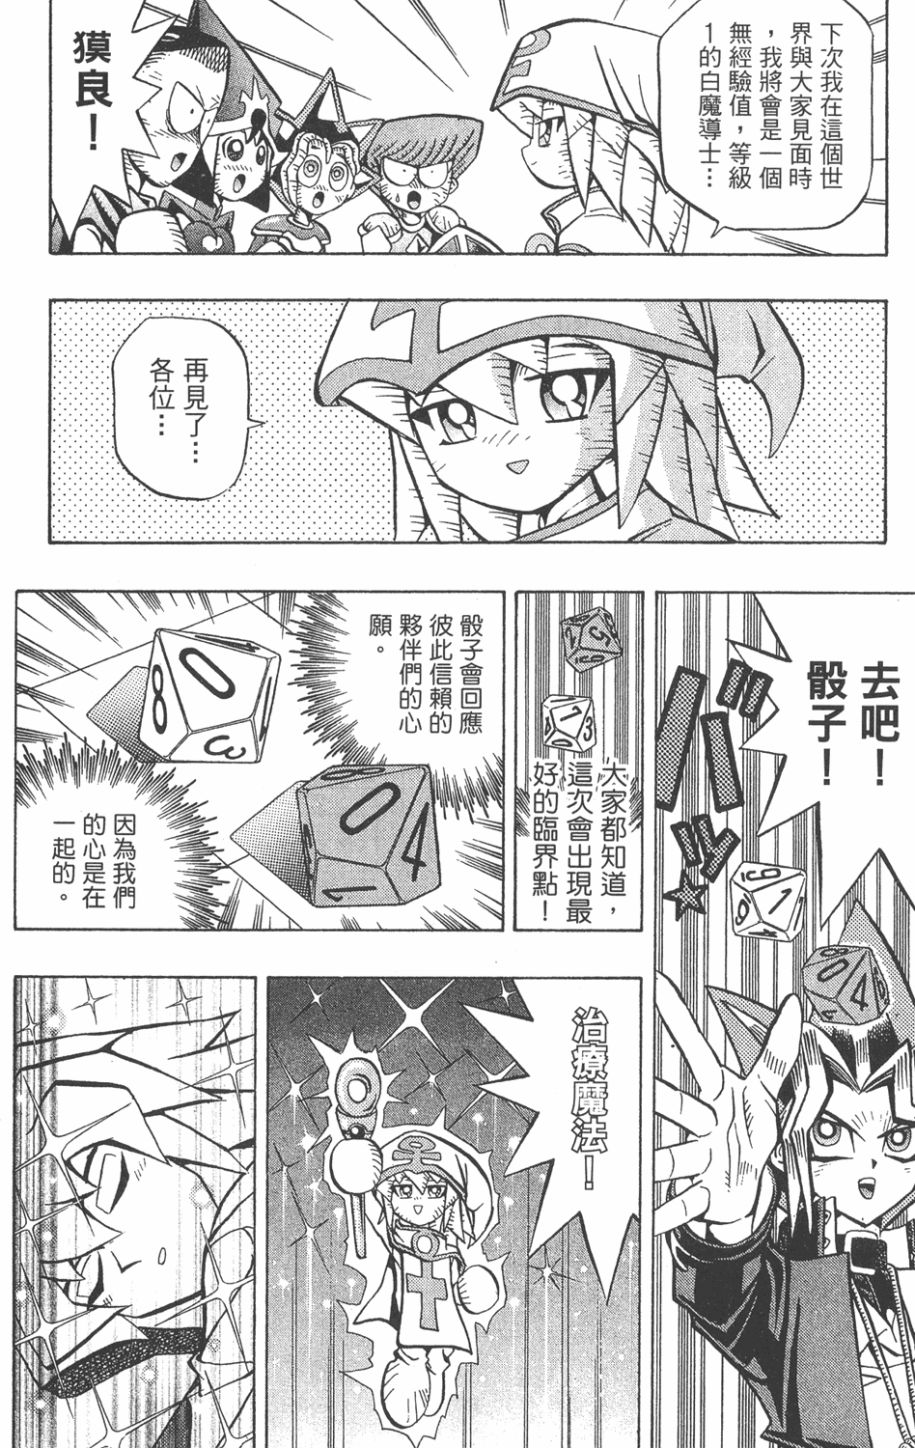 下次我在這個世
界與大家見面時
，我將會是一個
無經驗值，等級
1的白魔導士…
獏良！
再見了…
各位…
去吧！
骰子！
大家都知道，
這次會出現最
好的臨界點！
骰子會回應
彼此信賴的
夥伴們的心
願。
因為我們
的心是在
一起的。
治療魔法！